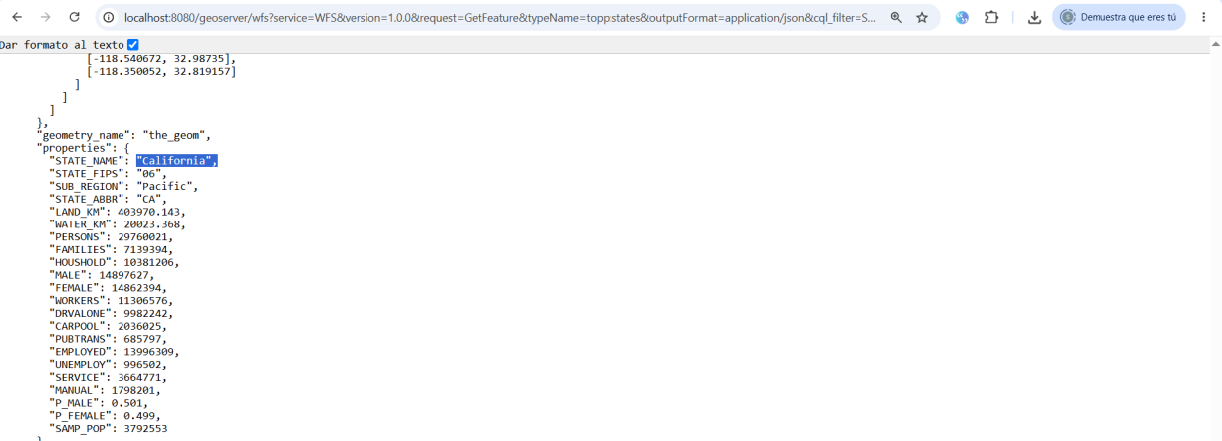 localhost:8080/geoserver/wfs?service=WFS&version=1.0.0&request=GetFeature&typeName=topp:states&outputFormat=application/json&cql_filter=S...
Demuestra que eres tú
Dar formato al texto
[-118.540672, 32.98735],
[-118.350052, 32.819157]
]
]
]
},
"geometry_name": "the_geom",
"properties": {
"STATE_NAME": "California",
"STATE_FIPS": "06",
"SUB_REGION": "Pacific",
"STATE_ABBR": "CA",
"LAND_KM": 403970.143,
"WATER_KM": 20023.368,
"PERSONS": 29760021,
"FAMILIES": 7139394,
"HOUSHOLD": 10381206,
"MALE": 14897627,
"FEMALE": 14862394,
"WORKERS": 11306576,
"DRVALONE": 9982242,
"CARPOOL": 2036025,
"PUBTRANS": 685797,
"EMPLOYED": 13996309,
"UNEMPLOY": 996502,
"SERVICE": 3664771,
"MANUAL": 1798201,
"P_MALE": 0.501,
"P_FEMALE": 0.499,
"SAMP_POP": 3792553
}